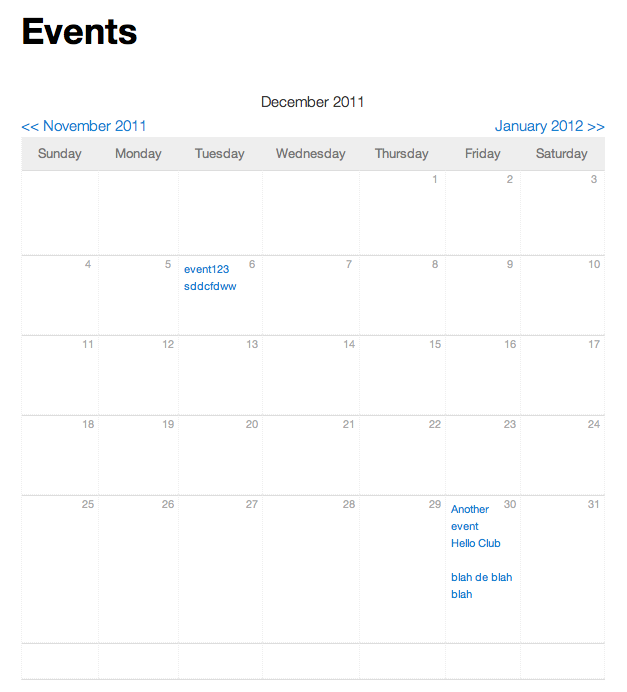 Events
December 2011
<< November 2011 January 2012 >>
Sunday Monday Tuesday Wednesday Thursday Friday Saturday
1 2 3
4 5 event123 6 7 8 9 10
sddcfdww
11 12 13 14 15 16 17
18 19 20 21 22 23 24
25 26 27 28 29 Another 30 31
event
Hello Club
blah de blah
blah